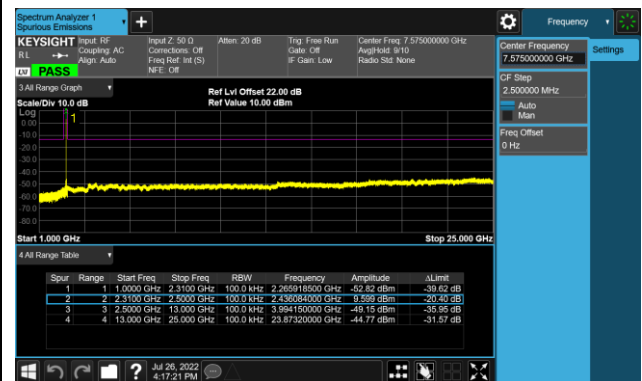 Spectrum Analyzer 1
Spurious Emissions
+
Frequency
KEYSIGHT
RL
LM PASS
Input: RF
Coupling: AC
Align: Auto
Input Z: 50 Ω
Corrections: Off
Freq Ref: Int (S)
NFE: Off
Atten: 20 dB
Trig: Free Run
Gate: Off
IF Gain: Low
Center Freq: 7.575000000 GHz
Avg|Hold: 9/10
Radio Std: None
Center Frequency
7.575000000 GHz
Settings
CF Step
2.500000 MHz
Auto
Man
Freq Offset
0 Hz
3 All Range Graph
Scale/Div 10.0 dB
Ref Lvl Offset 22.00 dB
Ref Value 10.00 dBm
Log
0.00
-10.0
-20.0
-30.0
-40.0
-50.0
-60.0
-70.0
-80.0
1
Start 1.000 GHz
Stop 25.000 GHz
4 All Range Table
Spur Range Start Freq Stop Freq RBW Frequency Amplitude ΔLimit
1 1 1.0000 GHz 2.3100 GHz 100.0 kHz 2.265918500 GHz -52.82 dBm -39.62 dB
2 2 2.3100 GHz 2.5000 GHz 100.0 kHz 2.436084000 GHz 9.599 dBm -20.40 dB
3 3 2.5000 GHz 13.000 GHz 100.0 kHz 3.994150000 GHz -49.15 dBm -35.95 dB
4 4 13.000 GHz 25.000 GHz 100.0 kHz 23.87320000 GHz -44.77 dBm -31.57 dB
?
Jul 26, 2022
4:17:21 PM